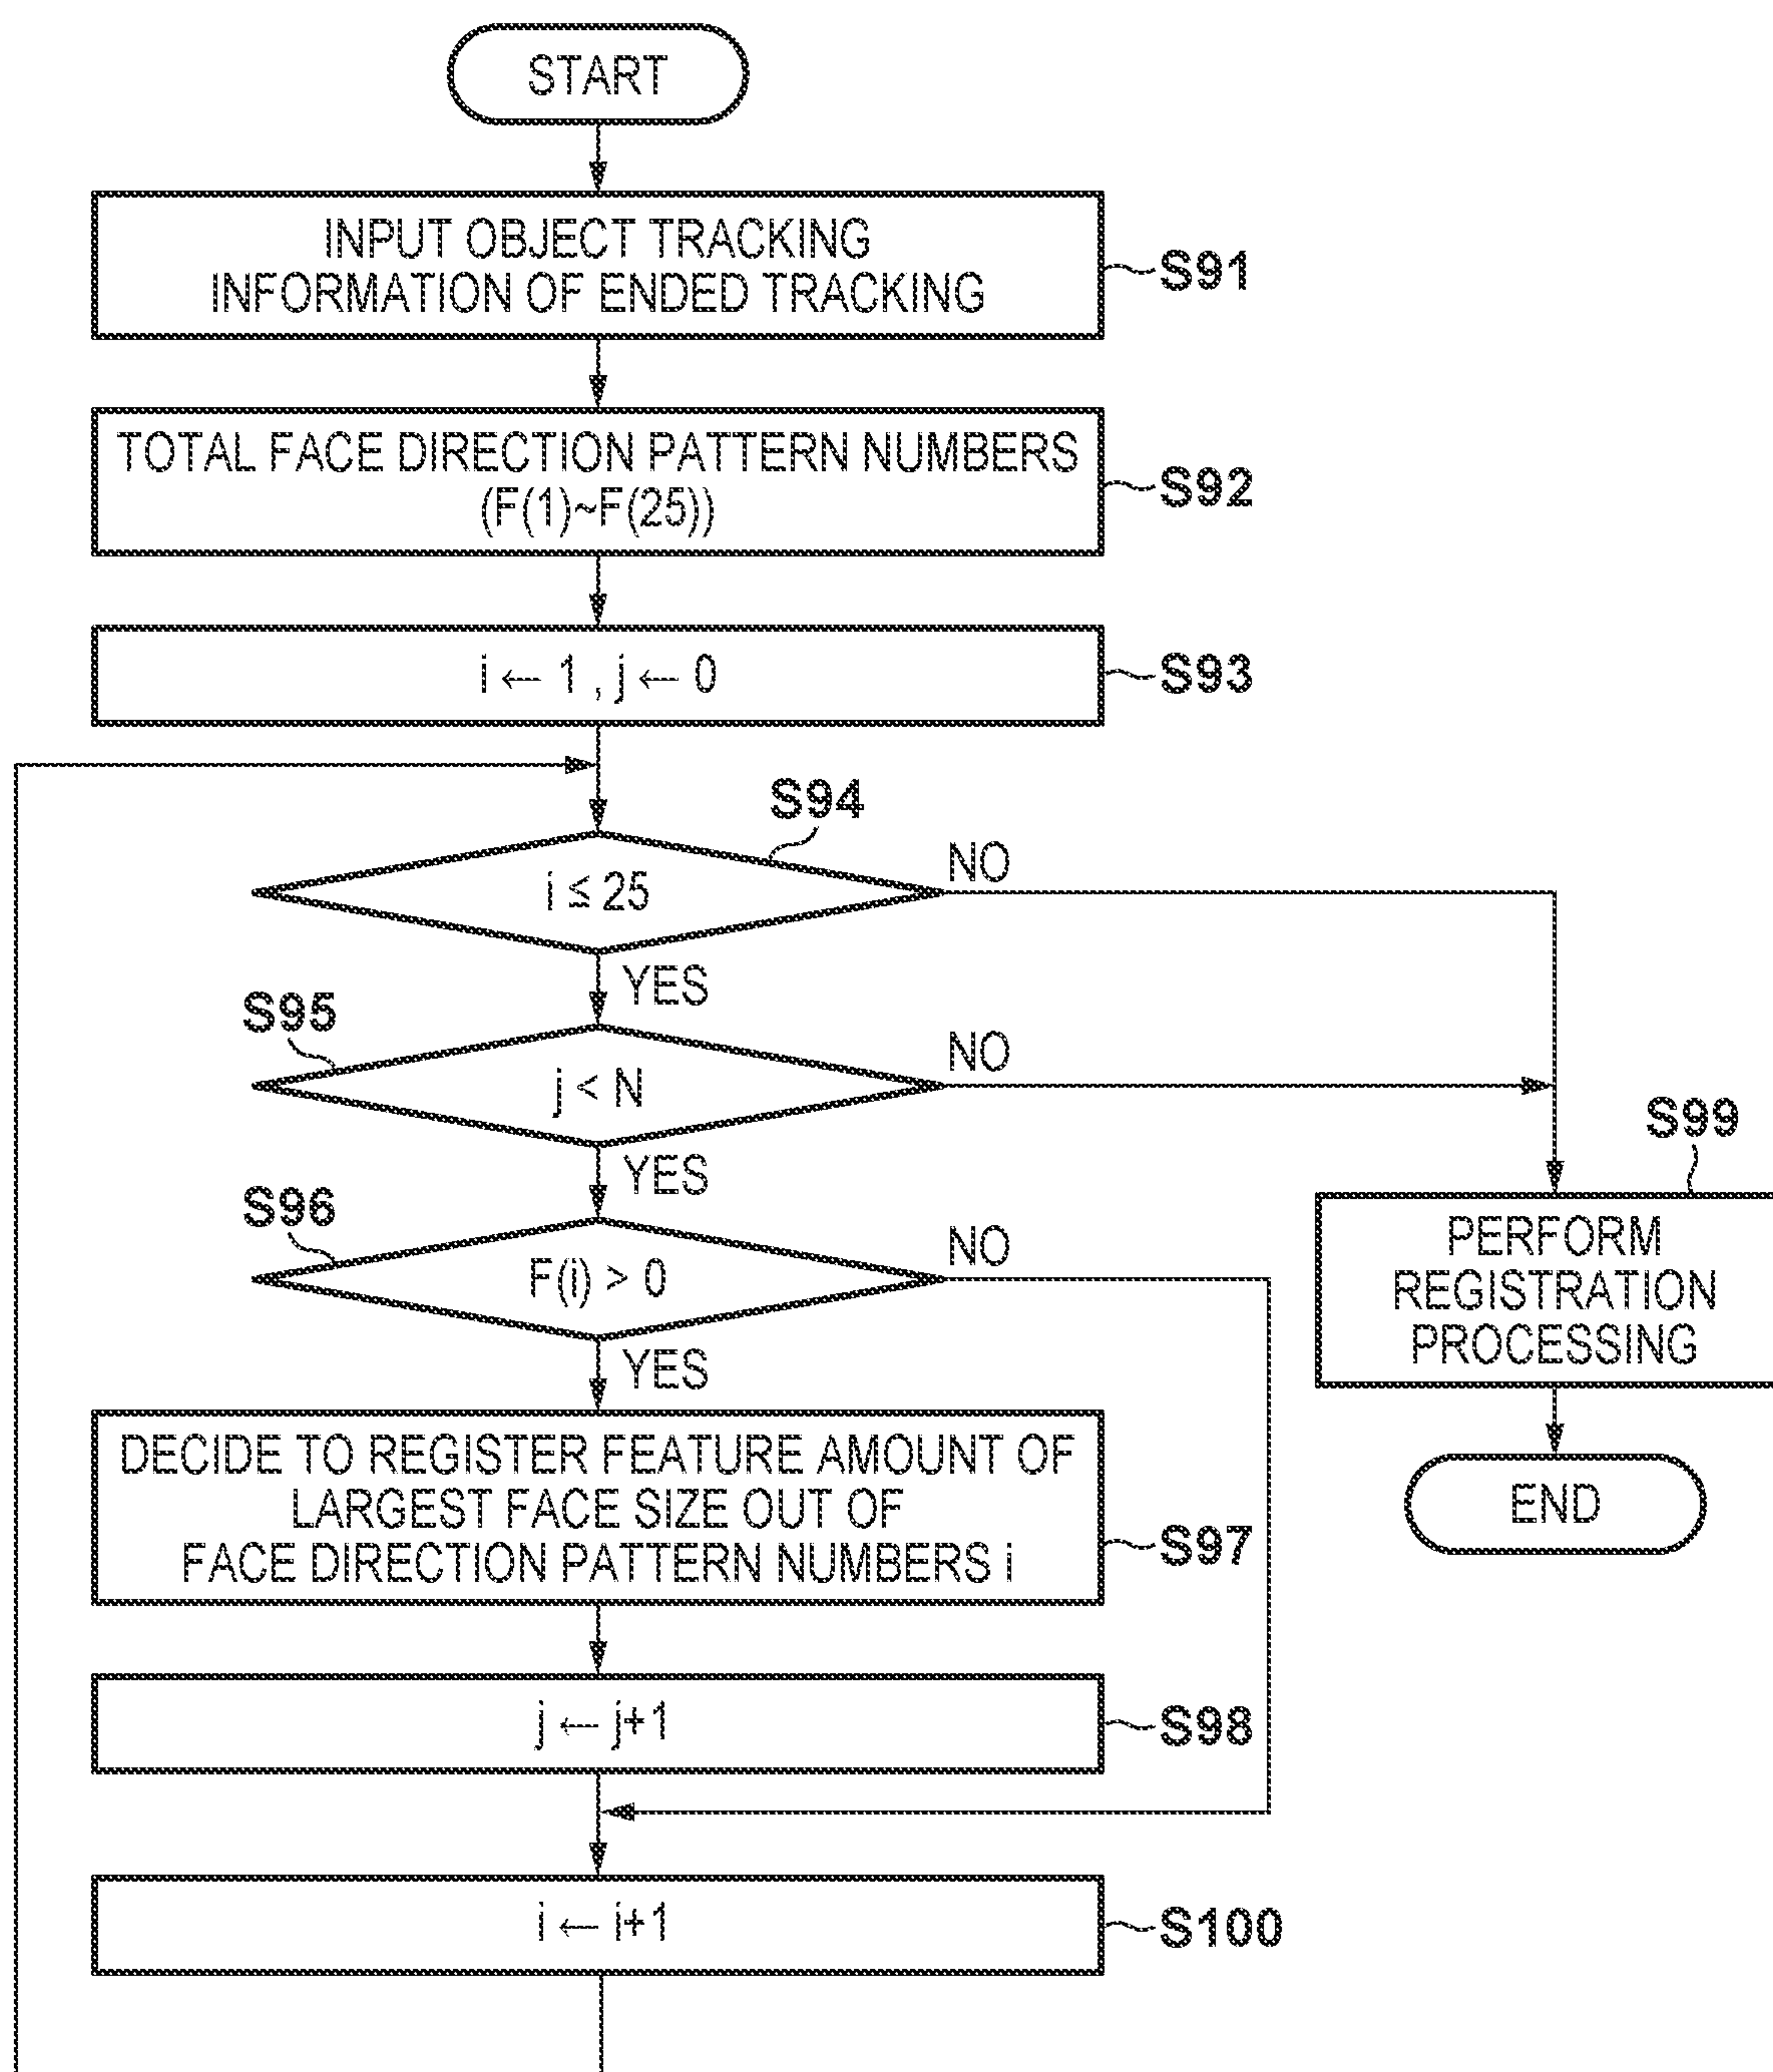 START
INPUT OBJECT TRACKING
INFORMATION OF ENDED TRACKING
S91
TOTAL FACE DIRECTION PATTERN NUMBERS
(F(1)~F(25))
S92
i ← 1 , j ← 0
S93
S94
i ≤ 25
NO
YES
S95
j < N
NO
YES
S96
F(i) > 0
NO
YES
S99
PERFORM
REGISTRATION
PROCESSING
END
DECIDE TO REGISTER FEATURE AMOUNT OF
LARGEST FACE SIZE OUT OF
FACE DIRECTION PATTERN NUMBERS i
S97
j ← j+1
S98
i ← i+1
S100